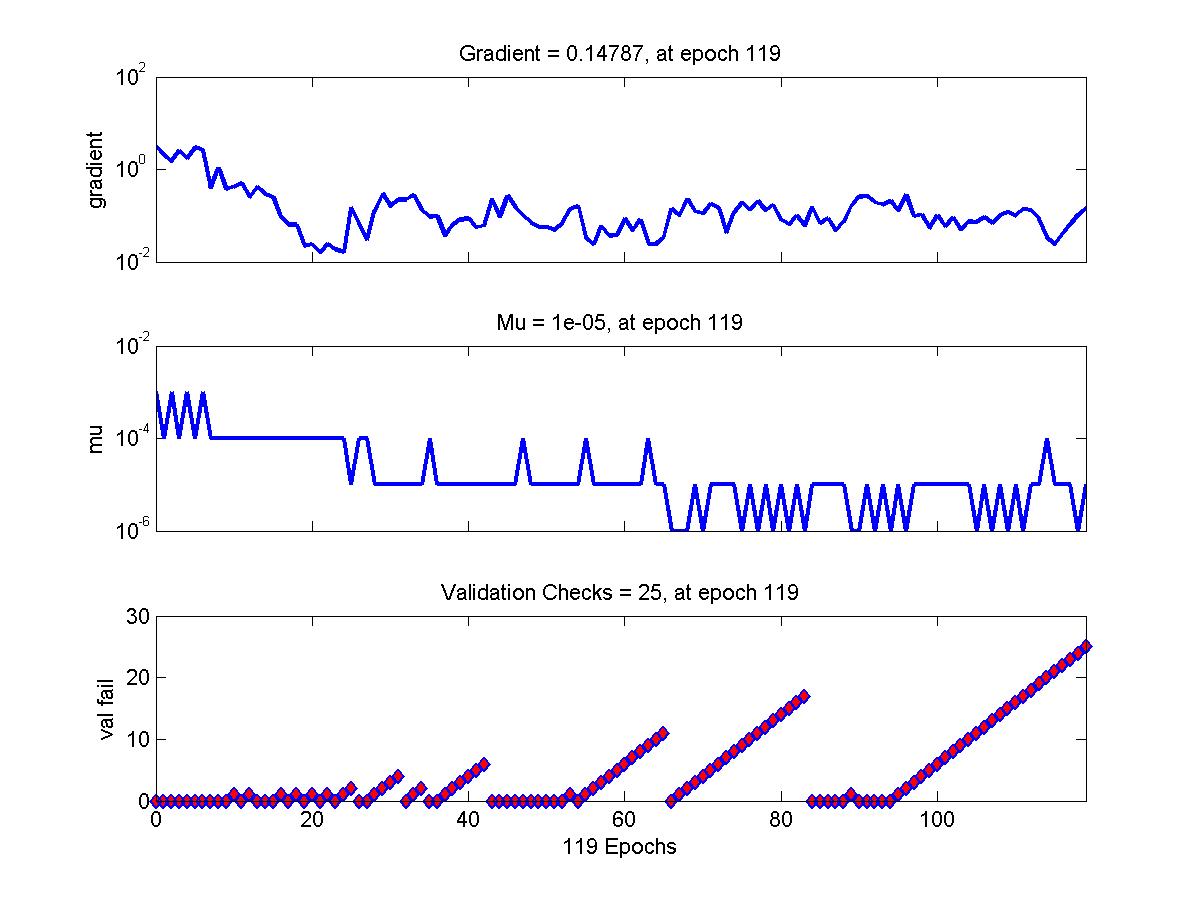 Gradient = 0.14787, at epoch 119
10^2
10^0
10^-2
gradient
Mu = 1e-05, at epoch 119
10^-2
10^-4
10^-6
mu
Validation Checks = 25, at epoch 119
30
20
10
0
val fail
0 20 40 60 80 100
119 Epochs